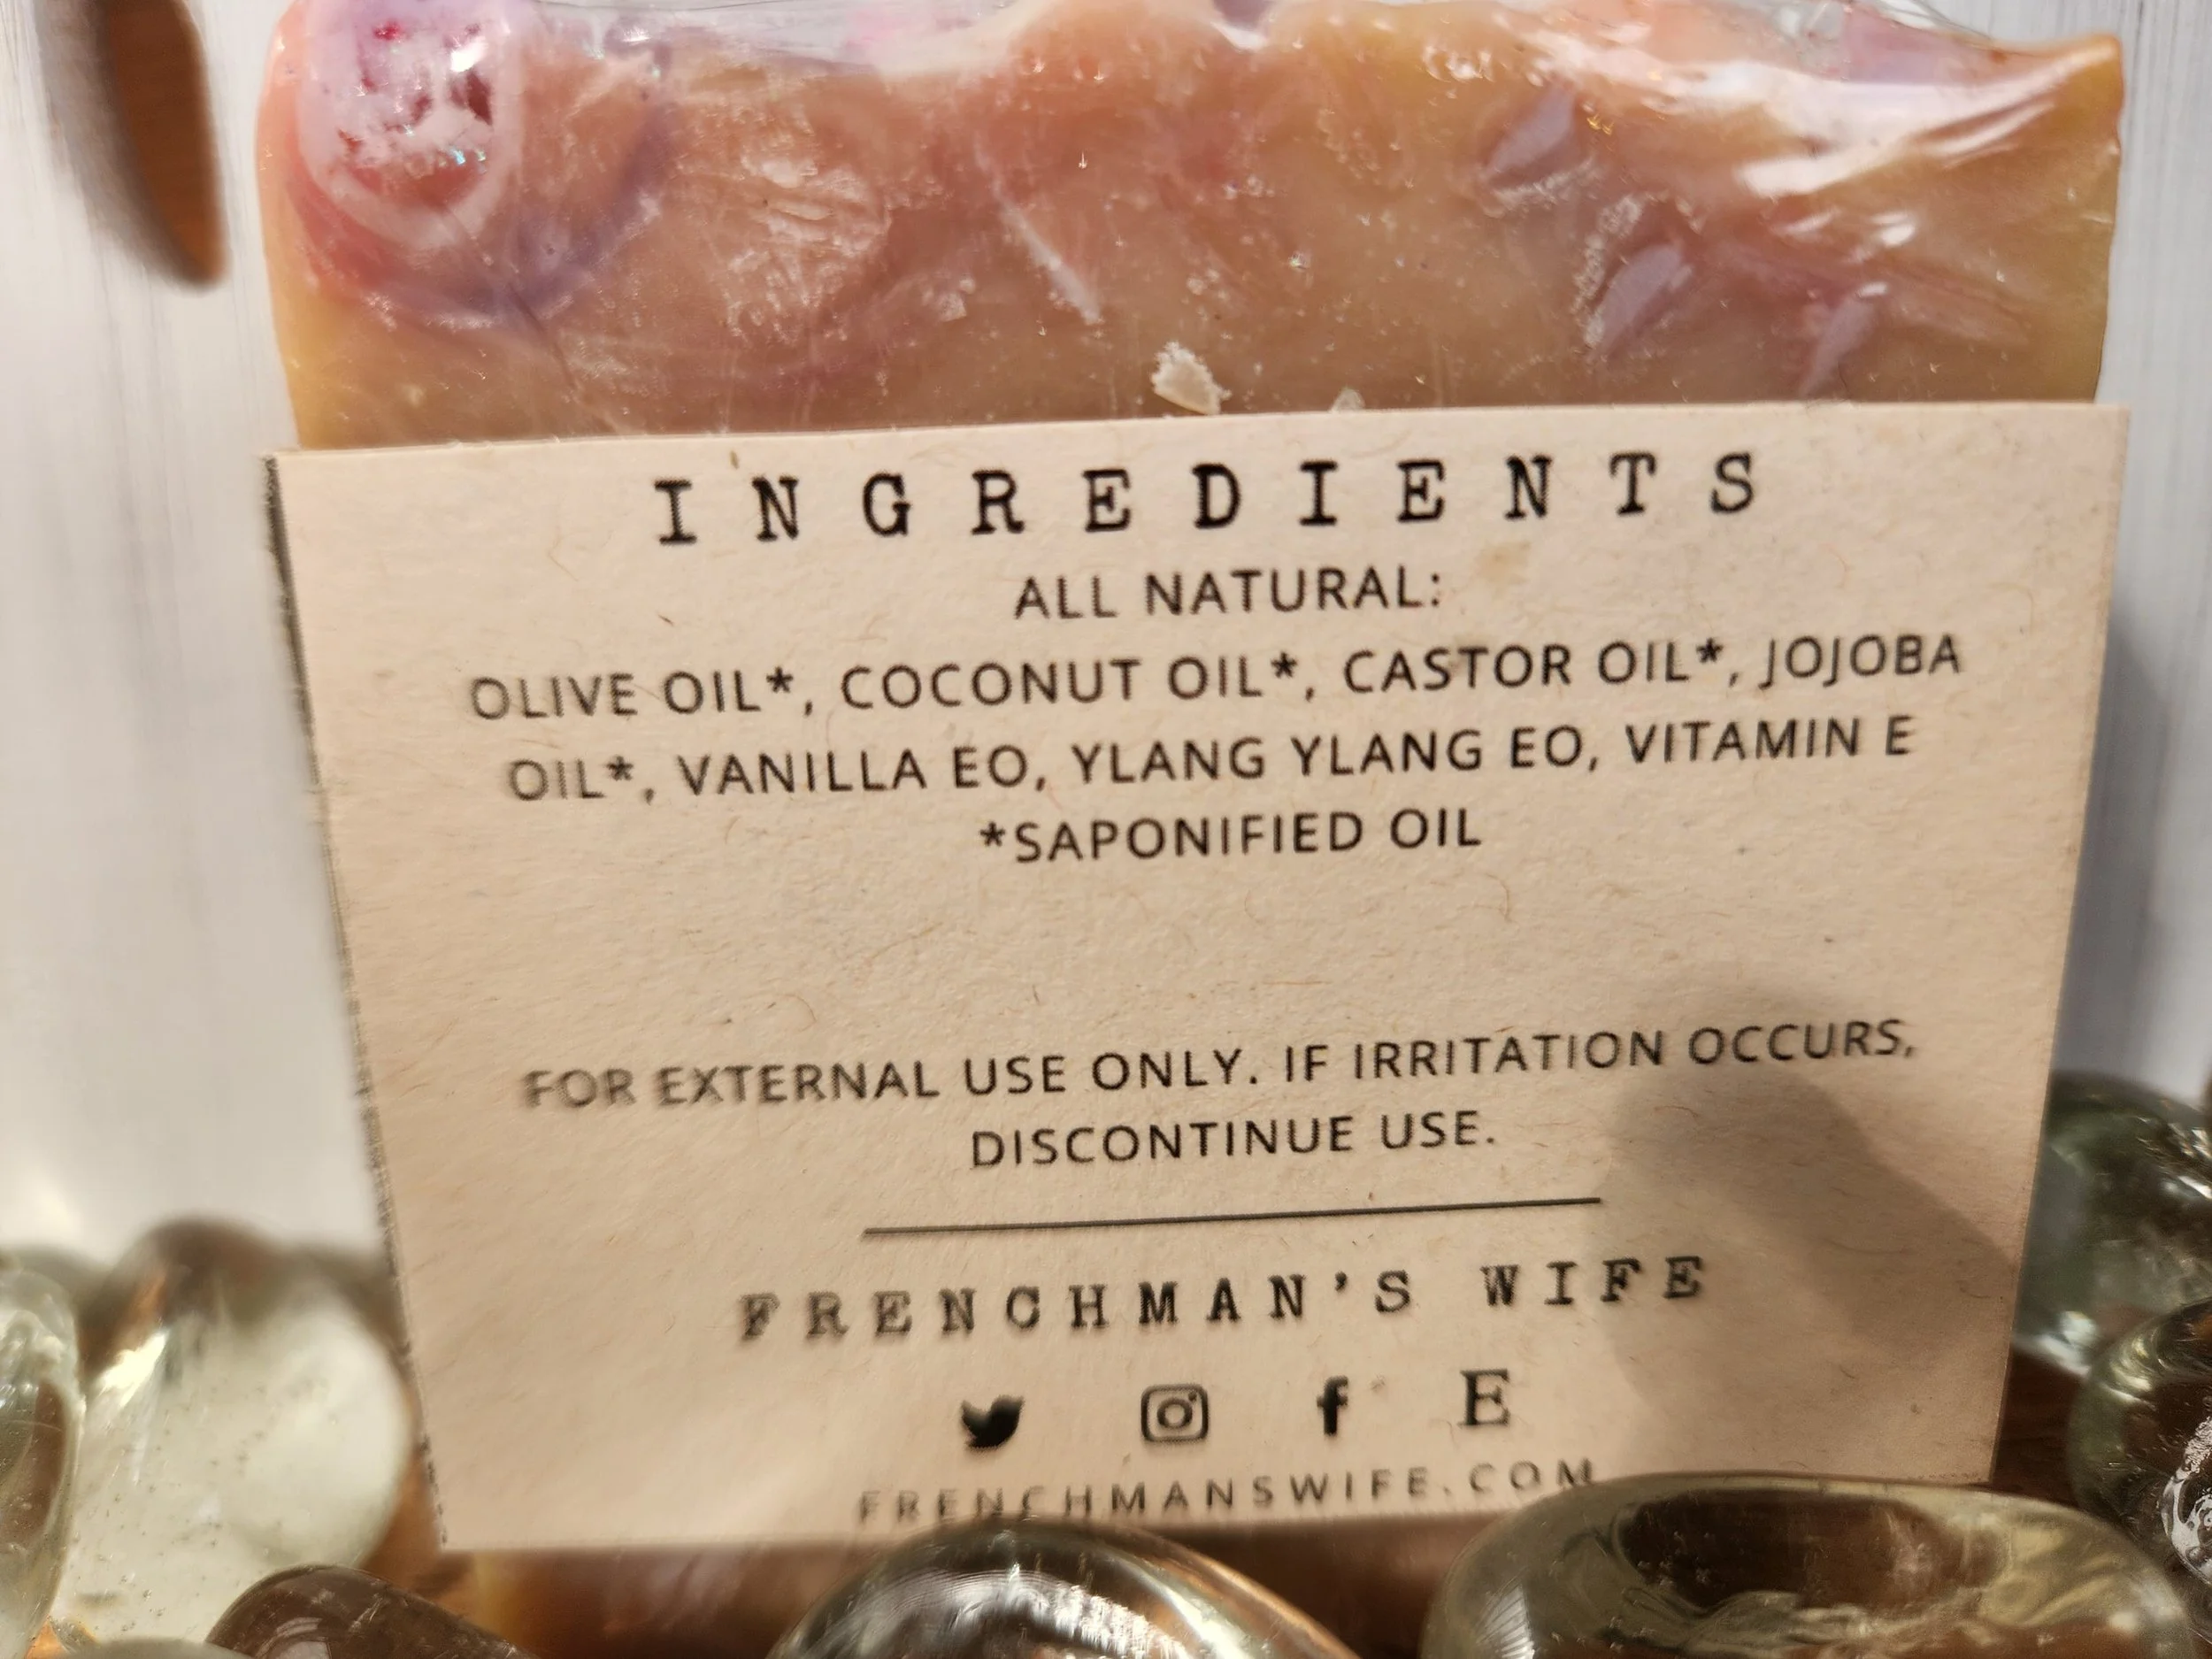 INGREDIENTS
ALL NATURAL:
OLIVE OIL*, COCONUT OIL*, CASTOR OIL*, JOJOBA
OIL*, VANILLA EO, YLANG YLANG EO, VITAMIN E
*SAPONIFIED OIL
FOR EXTERNAL USE ONLY. IF IRRITATION OCCURS,
DISCONTINUE USE.
FRENCHMAN'S WIFE
E
FRENCHMANSWIFE.COM